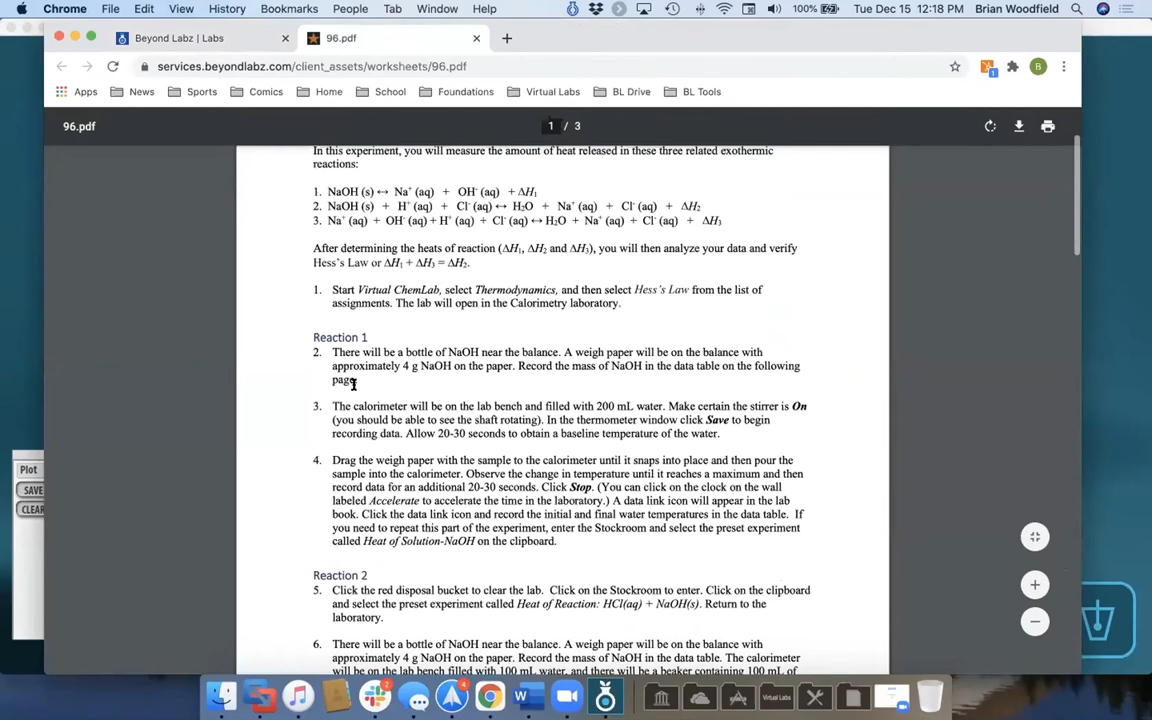 Chrome File Edit View History Bookmarks People Tab Window Help 100% Tue Dec 15 12:18 PM Brian Woodfield
Beyond Labz | Labs 96.pdf
services.beyondlabz.com/client_assets/worksheets/96.pdf
Apps News Sports Comics Home School Foundations Virtual Labs BL Drive BL Tools
96.pdf 1 / 3
In this experiment, you will measure the amount of heat released in these three related exothermic
reactions:
1. NaOH (s) ↔ Na⁺ (aq) + OH⁻ (aq) + ΔH₁
2. NaOH (s) + H⁺ (aq) + Cl⁻ (aq) ↔ H₂O + Na⁺ (aq) + Cl⁻ (aq) + ΔH₂
3. Na⁺ (aq) + OH⁻ (aq) + H⁺ (aq) + Cl⁻ (aq) ↔ H₂O + Na⁺ (aq) + Cl⁻ (aq) + ΔH₃
After determining the heats of reaction (ΔH₁, ΔH₂ and ΔH₃), you will then analyze your data and verify
Hess's Law or ΔH₁ + ΔH₃ = ΔH₂.
1. Start Virtual ChemLab, select Thermodynamics, and then select Hess's Law from the list of
assignments. The lab will open in the Calorimetry laboratory.
Reaction 1
2. There will be a bottle of NaOH near the balance. A weigh paper will be on the balance with
approximately 4 g NaOH on the paper. Record the mass of NaOH in the data table on the following
page.
3. The calorimeter will be on the lab bench and filled with 200 mL water. Make certain the stirrer is On
(you should be able to see the shaft rotating). In the thermometer window click Save to begin
recording data. Allow 20-30 seconds to obtain a baseline temperature of the water.
4. Drag the weigh paper with the sample to the calorimeter until it snaps into place and then pour the
sample into the calorimeter. Observe the change in temperature until it reaches a maximum and then
record data for an additional 20-30 seconds. Click Stop. (You can click on the clock on the wall
labeled Accelerate to accelerate the time in the laboratory.) A data link icon will appear in the lab
book. Click the data link icon and record the initial and final water temperatures in the data table. If
you need to repeat this part of the experiment, enter the Stockroom and select the preset experiment
called Heat of Solution-NaOH on the clipboard.
Reaction 2
5. Click the red disposal bucket to clear the lab. Click on the Stockroom to enter. Click on the clipboard
and select the preset experiment called Heat of Reaction: HCl(aq) + NaOH(s). Return to the
laboratory.
6. There will be a bottle of NaOH near the balance. A weigh paper will be on the balance with
approximately 4 g NaOH on the paper. Record the mass of NaOH in the data table. The calorimeter
will be on the lab bench filled with 100 mL water, and there will be a beaker containing 100 mL of
Plot
SAVE
CLEAR
B
1
2
4
Virtual Labs